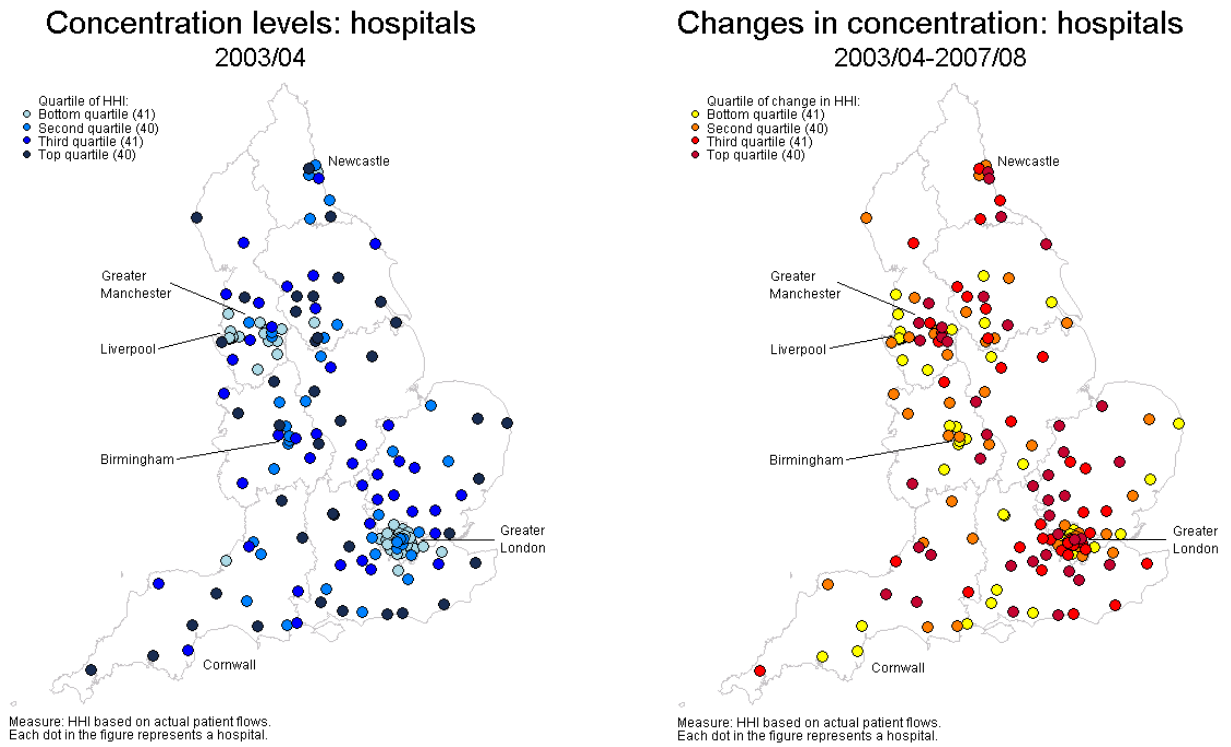 Concentration levels: hospitals
2003/04
Quartile of HHI:
Bottom quartile (41)
Second quartile (40)
Third quartile (41)
Top quartile (40)
Newcastle
Greater
Manchester
Liverpool
Birmingham
Greater
London
Cornwall
Measure: HHI based on actual patient flows.
Each dot in the figure represents a hospital.
Changes in concentration: hospitals
2003/04-2007/08
Quartile of change in HHI:
Bottom quartile (41)
Second quartile (40)
Third quartile (41)
Top quartile (40)
Newcastle
Greater
Manchester
Liverpool
Birmingham
Greater
London
Cornwall
Measure: HHI based on actual patient flows.
Each dot in the figure represents a hospital.